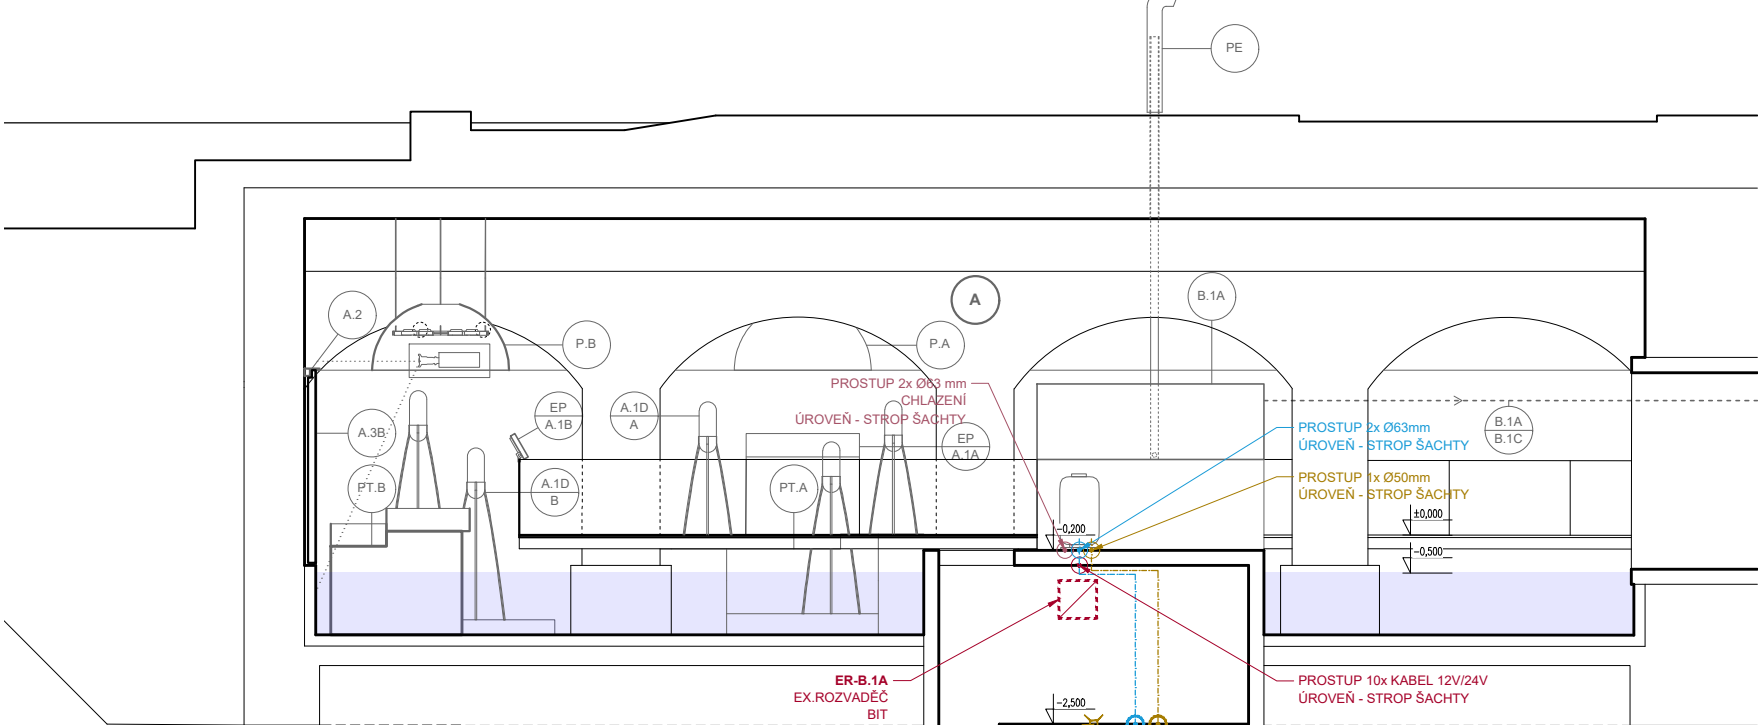 PE
A
B.1A
A.2
P.B
P.A
PROSTUP 2x Ø63 mm
CHLAZENÍ
ÚROVEŇ - STROP ŠACHTY
EP
A.1B
A.1D
A
A.3B
EP
A.1A
B.1A
B.1C
PROSTUP 2x Ø63mm
ÚROVEŇ - STROP ŠACHTY
PT.B
A.1D
B
PT.A
PROSTUP 1x Ø50mm
ÚROVEŇ - STROP ŠACHTY
±0,000
-0,200
-0,500
ER-B.1A
EX.ROZVADĚČ
BIT
PROSTUP 10x KABEL 12V/24V
ÚROVEŇ - STROP ŠACHTY
-2,500